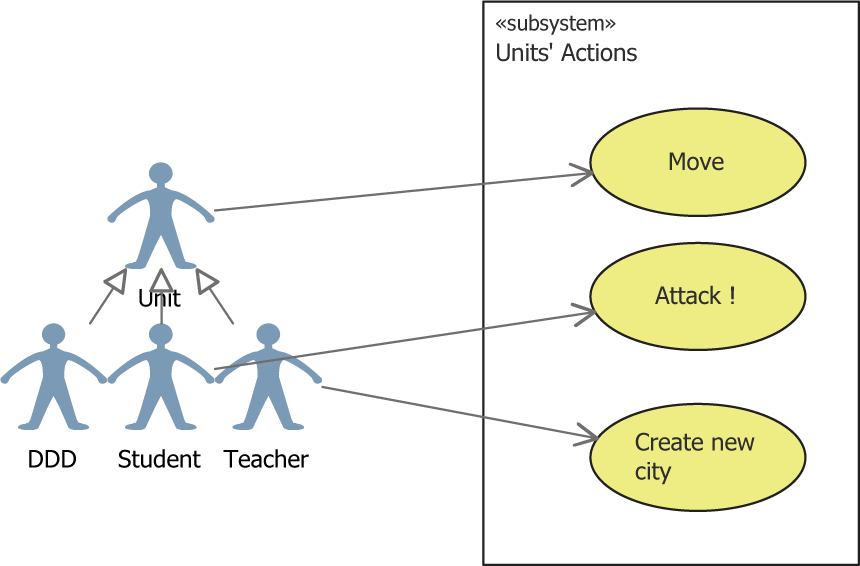 «subsystem»
Units' Actions
Move
Unit
Attack !
DDD
Student
Teacher
Create new
city